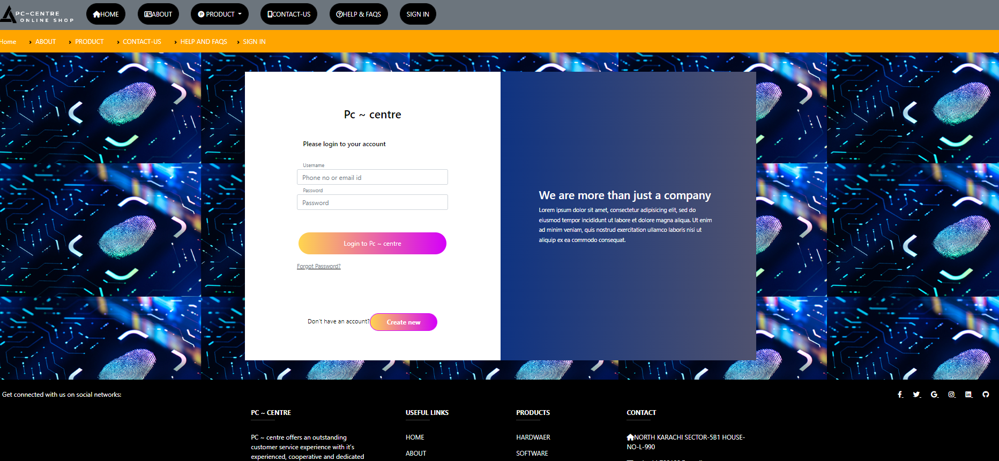 PC~CENTRE
ONLINE SHOP
HOME
ABOUT
PRODUCT
CONTACT-US
HELP & FAQS
SIGN IN
Home
ABOUT
PRODUCT
CONTACT-US
HELP AND FAQS
SIGN IN
Pc ~ centre
Please login to your account
Username
Phone no or email id
Password
Password
Login to Pc ~ centre
Forgot Password?
Don't have an account?
Create new
We are more than just a company
Lorem ipsum dolor sit amet, consectetur adipisicing elit, sed do
eiusmod tempor incididunt ut labore et dolore magna aliqua. Ut enim
ad minim veniam, quis nostrud exercitation ullamco laboris nisi ut
aliquip ex ea commodo consequat.
Get connected with us on social networks:
PC ~ CENTRE
PC ~ centre offers an outstanding
customer service experience with it's
experienced, cooperative and dedicated
USEFUL LINKS
HOME
ABOUT
PRODUCTS
HARDWAER
SOFTWARE
CONTACT
NORTH KARACHI SECTOR-5B1 HOUSE-
NO-L-990